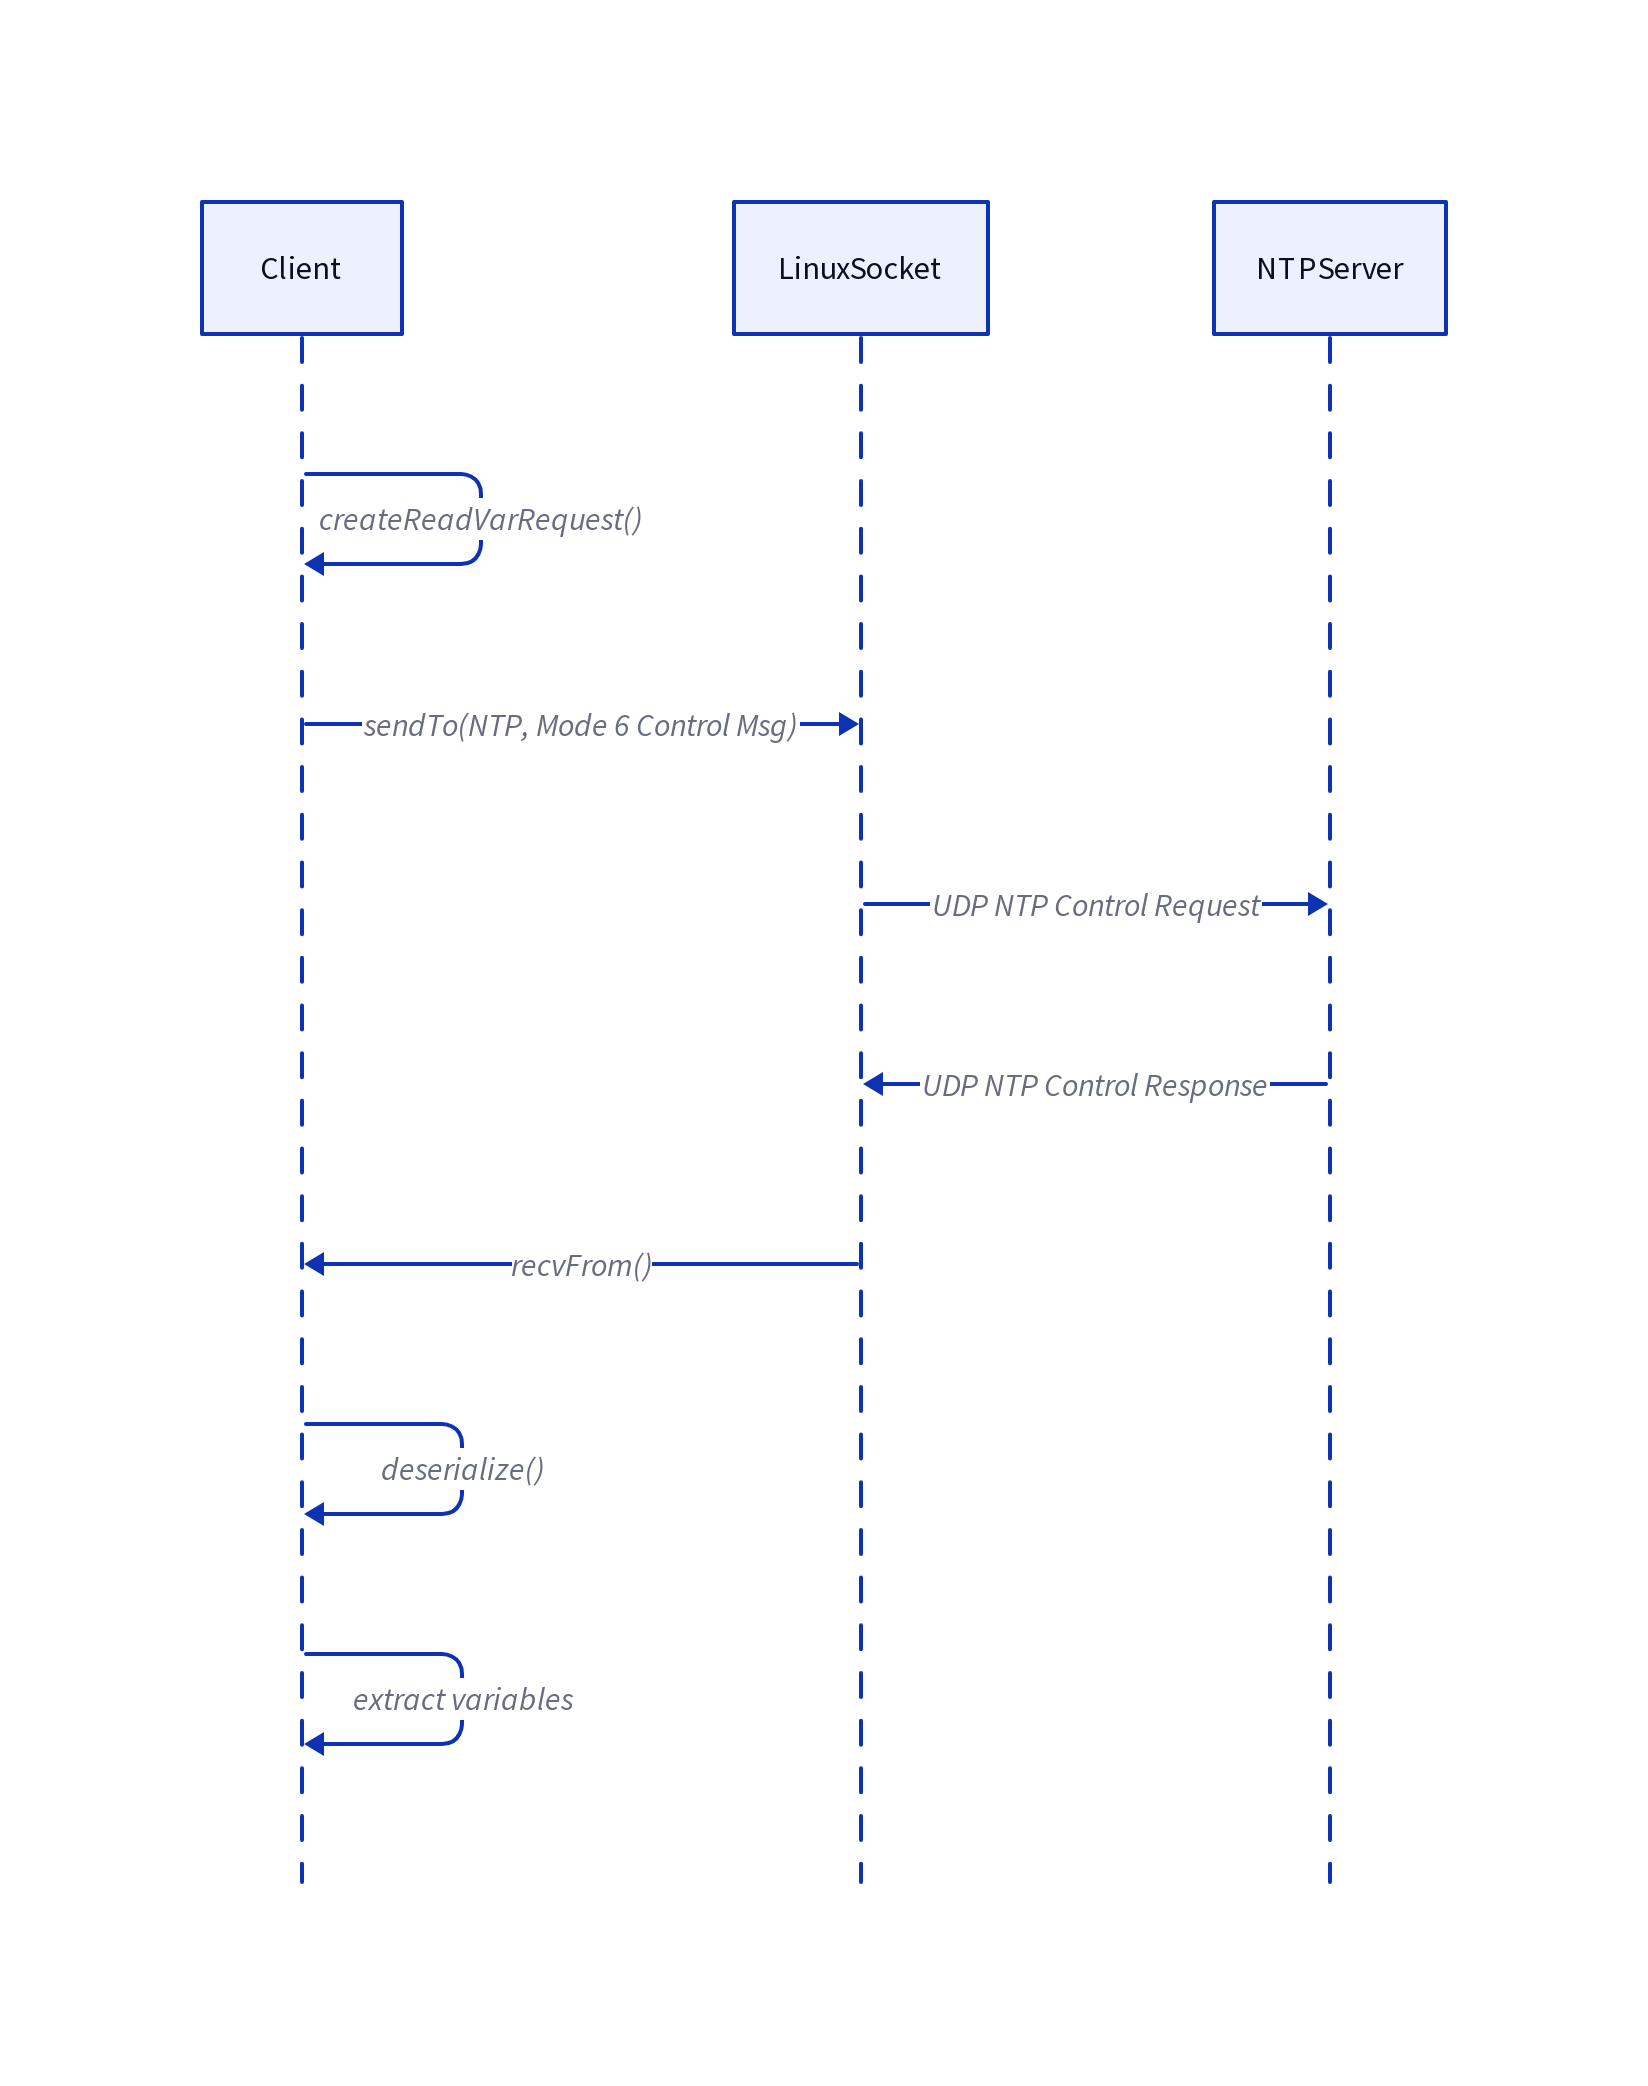 Client
LinuxSocket
NTPServer
createReadVarRequest()
sendTo(NTP, Mode 6 Control Msg)
UDP NTP Control Request
UDP NTP Control Response
recvFrom()
deserialize()
extract variables